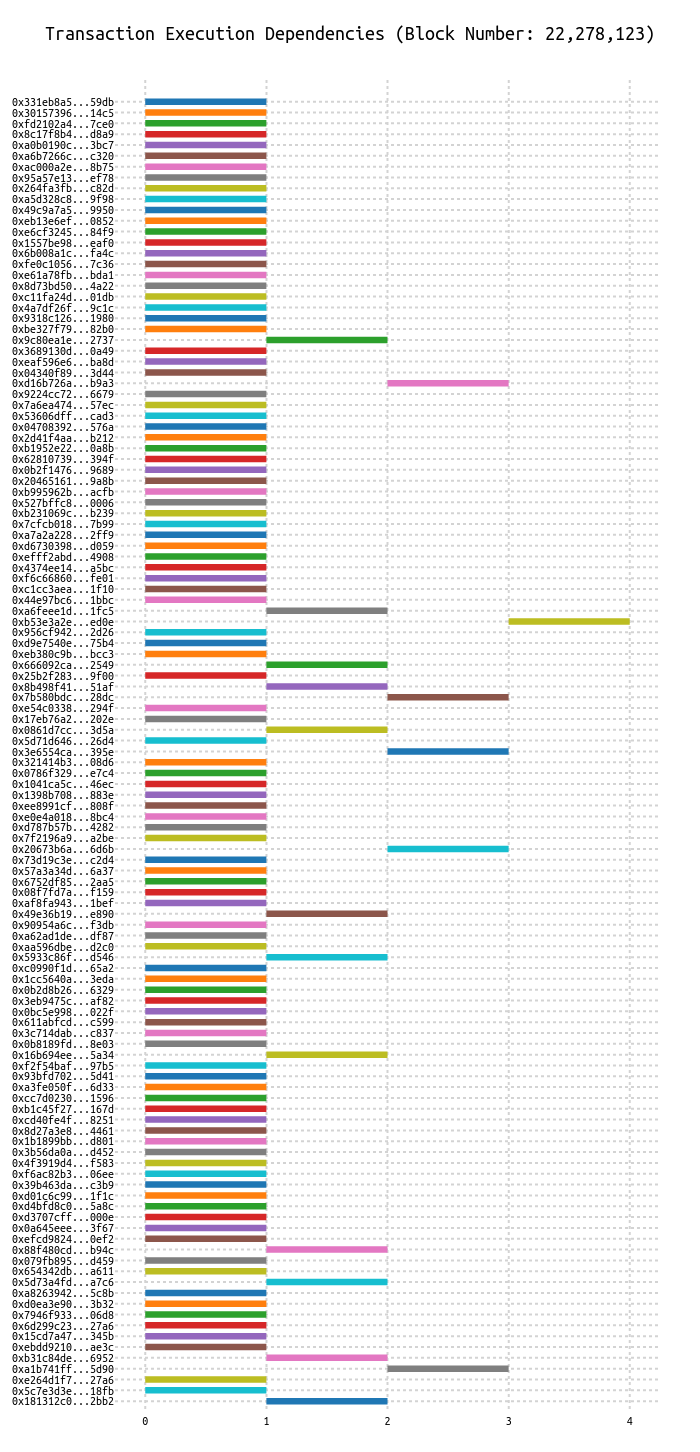 Transaction Execution Dependencies (Block Number: 22,278,123)
0x331eb8a5...59db
0x30157396...14c5
0xfd2102a4...7ce0
0x8c17f8b4...d8a9
0xa0b0190c...3bc7
0xa6b7266c...c320
0xac000a2e...8b75
0x95a57e13...ef78
0x264fa3fb...c82d
0xa5d328c8...9f98
0x49c9a7a5...9950
0xeb13e6ef...0852
0xe6cf3245...84f9
0x1557be98...eaf0
0x6b008a1c...fa4c
0xfe0c1056...7c36
0xe61a78fb...bda1
0x8d73bd50...4a22
0xc11fa24d...01db
0x4a7df26f...9c1c
0x9318c126...1980
0xbe327f79...82b0
0x9c80ea1e...2737
0x3689130d...0a49
0xeaf596e6...ba8d
0x04340f89...3d44
0xd16b726a...b9a3
0x9224cc72...6679
0x7a6ea474...57ec
0x53606dff...cad3
0x04708392...576a
0x2d41f4aa...b212
0xb1952e22...0a8b
0x62810739...394f
0x0b2f1476...9689
0x20465161...9a8b
0xb995962b...acfb
0x527bffc8...0006
0xb231069c...b239
0x7cfcb018...7b99
0xa7a2a228...2ff9
0xd6730398...d059
0xefff2abd...4908
0x4374ee14...a5bc
0xf6c66860...fe01
0xc1cc3aea...1f10
0x44e97bc6...1bbc
0xa6feee1d...1fc5
0xb53e3a2e...ed0e
0x956cf942...2d26
0xd9e7540e...75b4
0xeb380c9b...bcc3
0x666092ca...2549
0x25b2f283...9f00
0x8b498f41...51af
0x7b580bdc...28dc
0xe54c0338...294f
0x17eb76a2...202e
0x0861d7cc...3d5a
0x5d71d646...26d4
0x3e6554ca...395e
0x321414b3...08d6
0x0786f329...e7c4
0x1041ca5c...46ec
0x1398b708...883e
0xee8991cf...808f
0xe0e4a018...8bc4
0xd787b57b...4282
0x7f2196a9...a2be
0x20673b6a...6d6b
0x73d19c3e...c2d4
0x57a3a34d...6a37
0x6752df85...2aa5
0x08f7fd7a...f159
0xaf8fa943...1bef
0x49e36b19...e890
0x90954a6c...f3db
0xa62ad1de...df87
0xaa596dbe...d2c0
0x5933c86f...d546
0xc0990f1d...65a2
0x1cc5640a...3eda
0x0b2d8b26...6329
0x3eb9475c...af82
0x0bc5e998...022f
0x611abfcd...c599
0x3c714dab...c837
0x0b8189fd...8e03
0x16b694ee...5a34
0xf2f54baf...97b5
0x93bfd702...5d41
0xa3fe050f...6d33
0xcc7d0230...1596
0xb1c45f27...167d
0xcd40fe4f...8251
0x8d27a3e8...4461
0x1b1899bb...d801
0x3b56da0a...d452
0x4f3919d4...f583
0xf6ac82b3...06ee
0x39b463da...c3b9
0xd01c6c99...1f1c
0xd4bfd8c0...5a8c
0xd3707cff...000e
0x0a645eee...3f67
0xefcd9824...0ef2
0x88f480cd...b94c
0x079fb895...d459
0x654342db...a611
0x5d73a4fd...a7c6
0xa8263942...5c8b
0xd0ea3e90...3b32
0x7946f933...06d8
0x6d299c23...27a6
0x15cd7a47...345b
0xebdd9210...ae3c
0xb31c84de...6952
0xa1b741ff...5d90
0xe264d1f7...27a6
0x5c7e3d3e...18fb
0x181312c0...2bb2
0 1 2 3 4